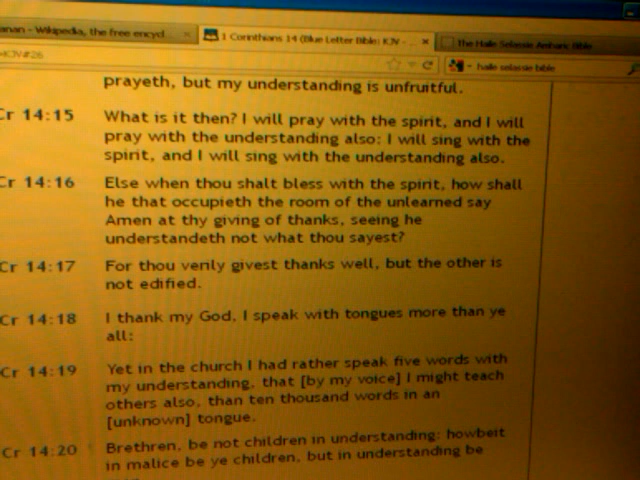 anan - Wikipedia, the free encycl...
1 Corinthians 14 (Blue Letter Bible: KJV - ...
The Haile Selassie Amharic Bible
KJV#26
haile selassie bible
prayeth, but my understanding is unfruitful.
Cr 14:15 What is it then? I will pray with the spirit, and I will
pray with the understanding also: I will sing with the
spirit, and I will sing with the understanding also.
Cr 14:16 Else when thou shalt bless with the spirit, how shall
he that occupieth the room of the unlearned say
Amen at thy giving of thanks, seeing he
understandeth not what thou sayest?
Cr 14:17 For thou verily givest thanks well, but the other is
not edified.
Cr 14:18 I thank my God, I speak with tongues more than ye
all:
Cr 14:19 Yet in the church I had rather speak five words with
my understanding, that [by my voice] I might teach
others also, than ten thousand words in an
[unknown] tongue.
Cr 14:20 Brethren, be not children in understanding: howbeit
in malice be ye children, but in understanding be